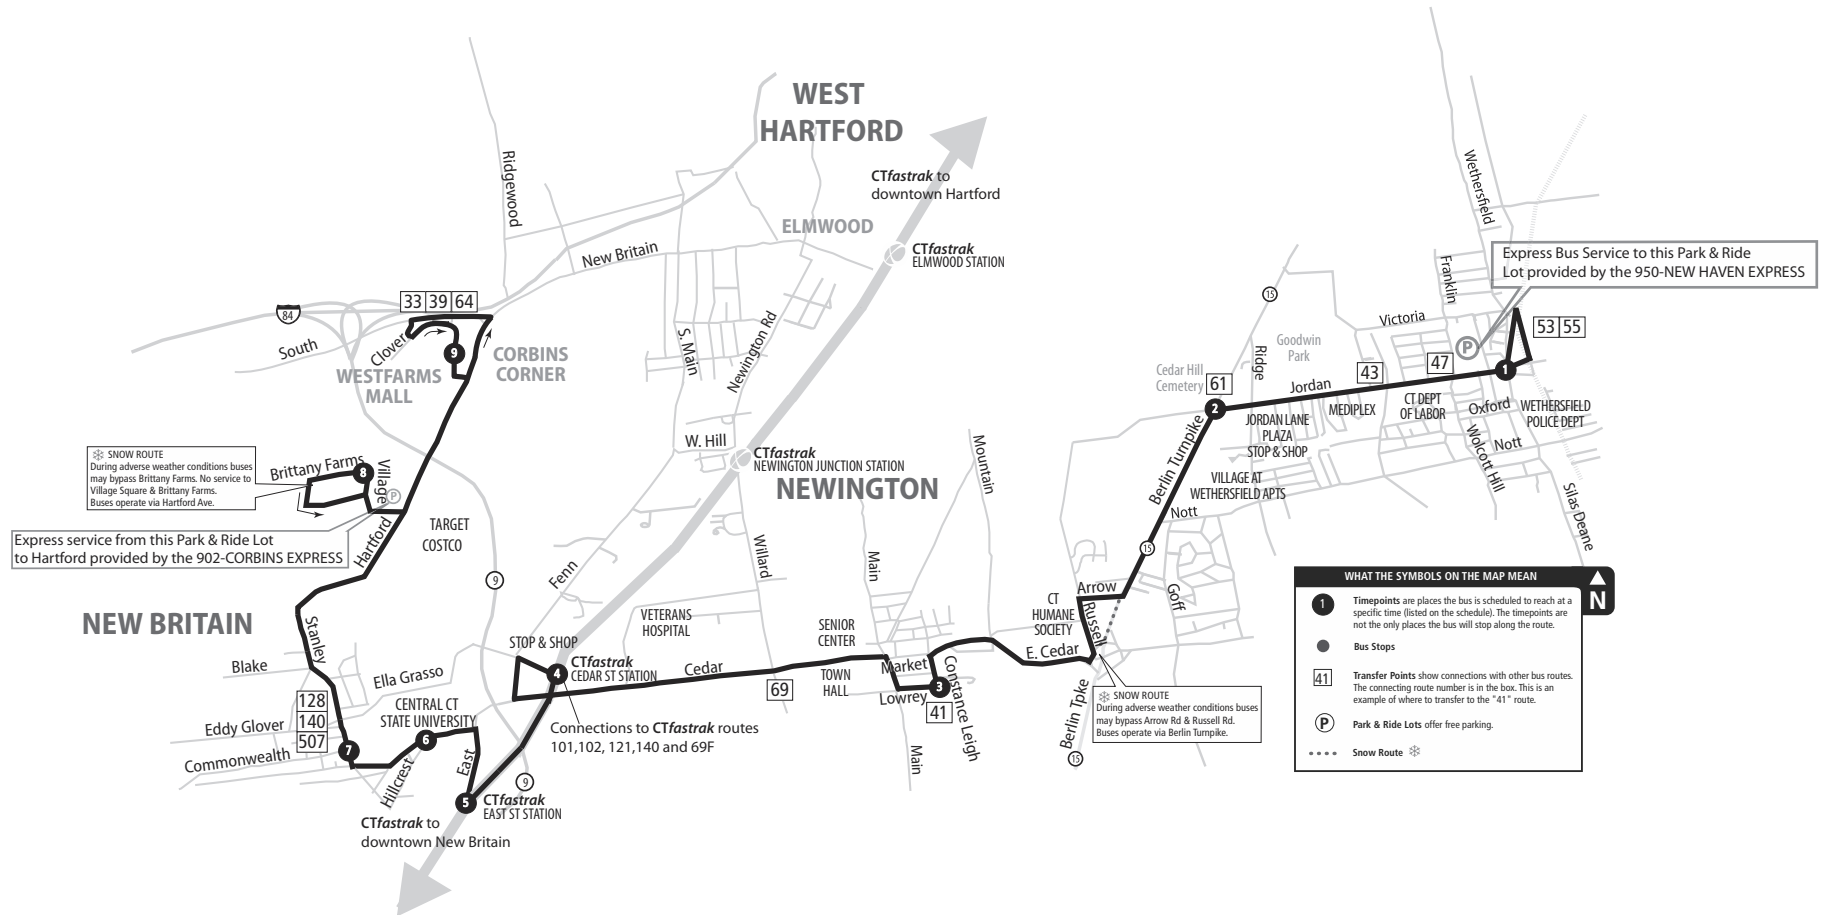 WEST
HARTFORD
CTfastrak to
downtown Hartford
Ridgewood
ELMWOOD
CTfastrak
ELMWOOD STATION
New Britain
Wethersfield
Express Bus Service to this Park & Ride
Lot provided by the 950-NEW HAVEN EXPRESS
Franklin
15
33 39 64
84
South
Clover
9
CORBINS
CORNER
WESTFARMS
MALL
S. Main
Newington Rd
Victoria
53 55
P
Goodwin
Park
Ridge
Cedar Hill
Cemetery
61
43
47
1
Jordan
2
JORDAN LANE
PLAZA
STOP & SHOP
MEDIPLEX
CT DEPT
OF LABOR
Oxford
WETHERSFIELD
POLICE DEPT
Wolcott Hill
Nott
Silas Deane
Berlin Turnpike
VILLAGE AT
WETHERSFIELD APTS
Nott
W. Hill
CTfastrak
NEWINGTON JUNCTION STATION
NEWINGTON
Mountain
SNOW ROUTE
During adverse weather conditions buses
may bypass Brittany Farms. No service to
Village Square & Brittany Farms.
Buses operate via Hartford Ave.
Brittany Farms
8
Village
P
Express service from this Park & Ride Lot
to Hartford provided by the 902-CORBINS EXPRESS
Hartford
TARGET
COSTCO
9
Fenn
Willard
Main
15
Arrow
Goff
CT
HUMANE
SOCIETY
Russell
E. Cedar
NEW BRITAIN
Stanley
Blake
Ella Grasso
STOP & SHOP
VETERANS
HOSPITAL
SENIOR
CENTER
4
CTfastrak
CEDAR ST STATION
Cedar
69
TOWN
HALL
Market
Lowrey
3
41
Constance Leigh
Main
Connections to CTfastrak routes
101,102, 121,140 and 69F
128
140
507
Eddy Glover
Commonwealth
7
CENTRAL CT
STATE UNIVERSITY
6
Hillcrest
East
9
5
CTfastrak
EAST ST STATION
CTfastrak to
downtown New Britain
Berlin Tpke
15
SNOW ROUTE
During adverse weather conditions buses
may bypass Arrow Rd & Russell Rd.
Buses operate via Berlin Turnpike.
WHAT THE SYMBOLS ON THE MAP MEAN
N
1
Timepoints are places the bus is scheduled to reach at a
specific time (listed on the schedule). The timepoints are
not the only places the bus will stop along the route.
Bus Stops
41
Transfer Points show connections with other bus routes.
The connecting route number is in the box. This is an
example of where to transfer to the "41" route.
P
Park & Ride Lots offer free parking.
Snow Route